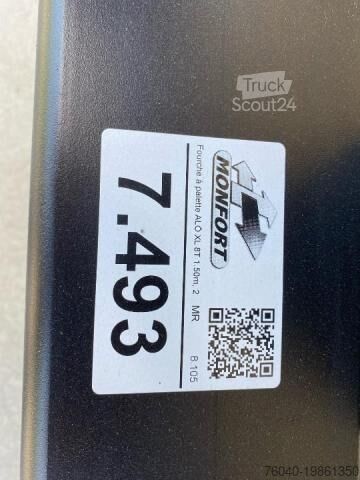 Truck
Scout24
MONFORT
Fourche à palette ALO XL 8T 1.50m, 2 MR 8.105
7.493
76040-19861350